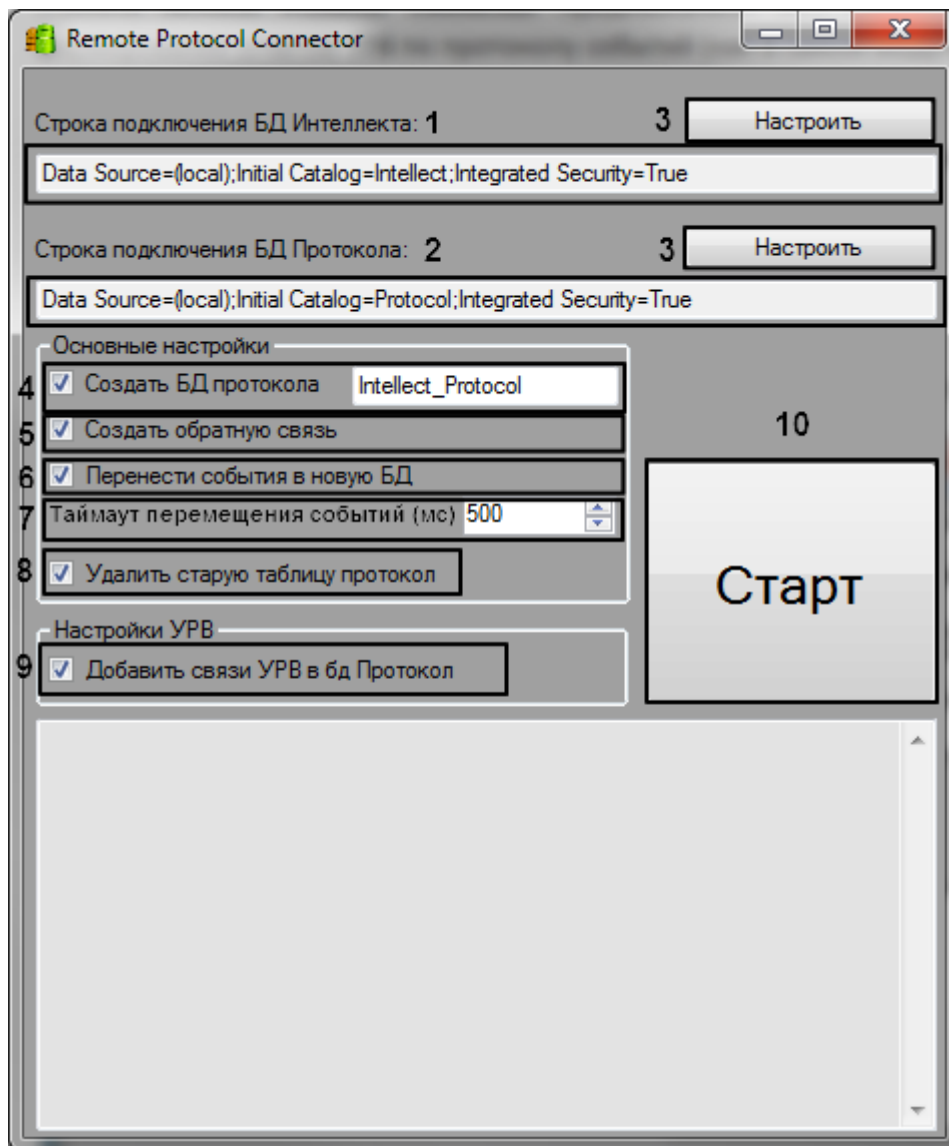 Remote Protocol Connector
Строка подключения БД Интеллекта: 1 3 Настроить
Data Source=(local);Initial Catalog=Intellect;Integrated Security=True
Строка подключения БД Протокола: 2 3 Настроить
Data Source=(local);Initial Catalog=Protocol;Integrated Security=True
Основные настройки
4 Создать БД протокола Intellect_Protocol
5 Создать обратную связь
10
6 Перенести события в новую БД
7 Таймаут перемещения событий (мс) 500
8 Удалить старую таблицу протокол
Старт
Настройки УРВ
9 Добавить связи УРВ в бд Протокол